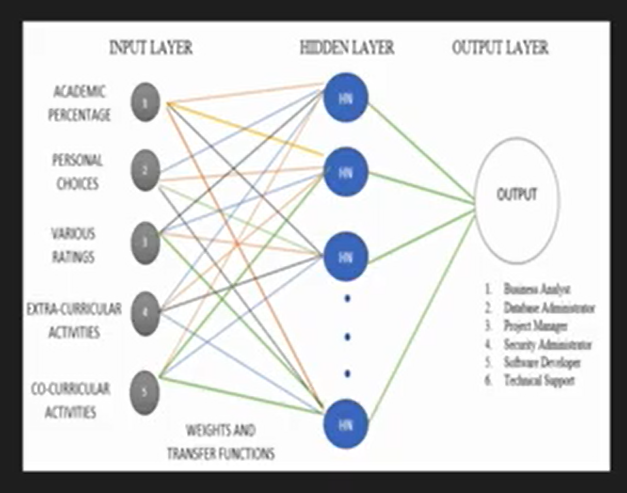 INPUT LAYER
HIDDEN LAYER
OUTPUT LAYER
ACADEMIC
PERCENTAGE
1
HN
PERSONAL
CHOICES
2
HN
OUTPUT
VARIOUS
RATINGS
3
HN
EXTRA-CURRICULAR
ACTIVITIES
4
1. Business Analyst
2. Database Administrator
3. Project Manager
4. Security Administrator
5. Software Developer
6. Technical Support
CO-CURRICULAR
ACTIVITIES
5
HN
WEIGHTS AND
TRANSFER FUNCTIONS